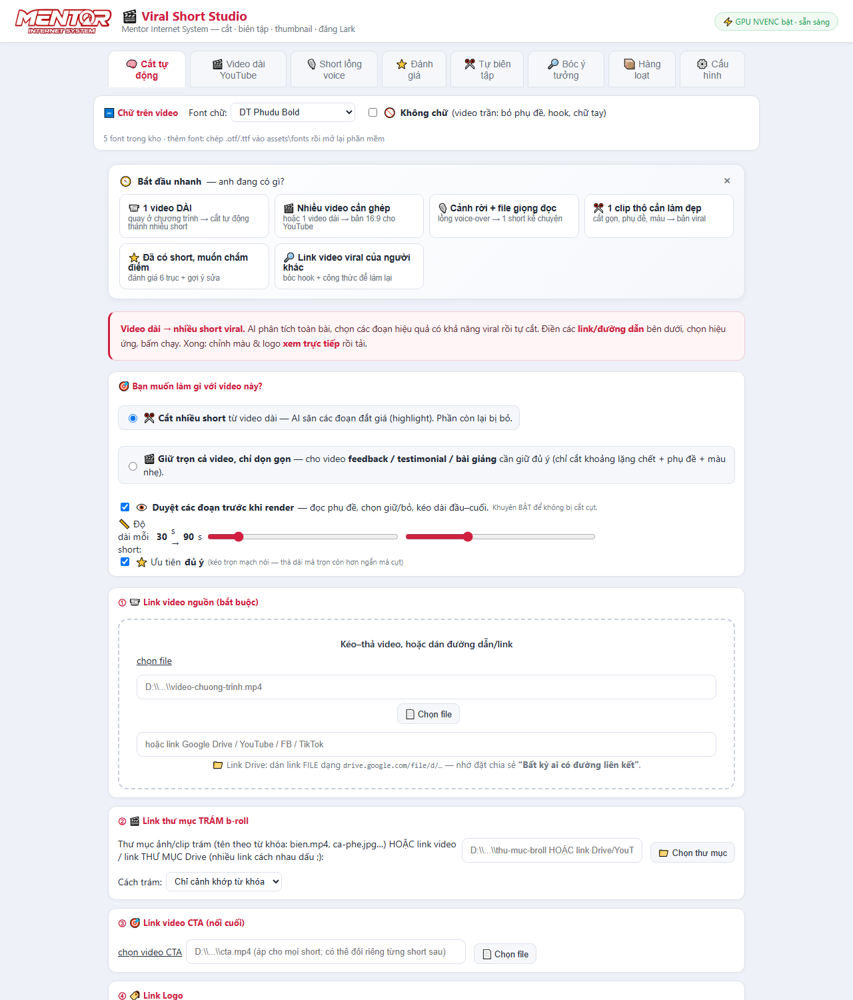 MENTOR
INTERNET SYSTEM
🎬 Viral Short Studio
Mentor Internet System — cắt · biên tập · thumbnail · đăng Lark
⚡ GPU NVENC bật · sẵn sàng
🧠 Cắt tự
động
🎬 Video dài
YouTube
🎙 Short lồng
voice
⭐ Đánh
giá
✂ Tự biên
tập
🔎 Bóc ý
tưởng
📦 Hàng
loạt
⚙ Cấu
hình
Chữ trên video Font chữ: DT Phudu Bold 🚫 Không chữ (video trần: bỏ phụ đề, hook, chữ tay)
5 font trong kho · thêm font: chép .otf/.ttf vào assets\fonts rồi mở lại phần mềm
🧭 Bắt đầu nhanh — anh đang có gì? ✕
📼 1 video DÀI
quay ở chương trình → cắt tự động
thành nhiều short
🎬 Nhiều video cần ghép
hoặc 1 video dài → bản 16:9 cho
YouTube
🎙 Cảnh rời + file giọng đọc
lồng voice-over → 1 short kể chuyện
✂ 1 clip thô cần làm đẹp
cắt gọn, phụ đề, màu → bản viral
⭐ Đã có short, muốn chấm
điểm
đánh giá 6 trục + gợi ý sửa
🔎 Link video viral của người
khác
bóc hook + công thức để làm lại
Video dài → nhiều short viral. AI phân tích toàn bài, chọn các đoạn hiệu quả có khả năng viral rồi tự cắt. Điền các link/đường dẫn bên dưới, chọn hiệu
ứng, bấm chạy. Xong: chỉnh màu & logo xem trực tiếp rồi tải.
🎯 Bạn muốn làm gì với video này?
✂ Cắt nhiều short từ video dài — AI săn các đoạn đắt giá (highlight). Phần còn lại bị bỏ.
🎬 Giữ trọn cả video, chỉ dọn gọn — cho video feedback / testimonial / bài giảng cần giữ đủ ý (chỉ cắt khoảng lặng chết + phụ đề + màu
nhẹ).
👁 Duyệt các đoạn trước khi render — đọc phụ đề, chọn giữ/bỏ, kéo dài đầu–cuối. Khuyên BẬT để không bị cắt cụt.
📏 Độ
dài mỗi
short:
30 s → 90 s
⭐ Ưu tiên đủ ý (kéo trọn mạch nói — thà dài mà trọn còn hơn ngắn mà cụt)
① 📼 Link video nguồn (bắt buộc)
Kéo–thả video, hoặc dán đường dẫn/link
chọn file
D:\\...\\video-chuong-trinh.mp4
📄 Chọn file
hoặc link Google Drive / YouTube / FB / TikTok
📁 Link Drive: dán link FILE dạng drive.google.com/file/d/… — nhớ đặt chia sẻ “Bất kỳ ai có đường liên kết”.
② 🎬 Link thư mục TRÁM b-roll
Thư mục ảnh/clip trám (tên theo từ khóa: bien.mp4, ca-phe.jpg...) HOẶC link video
/ link THƯ MỤC Drive (nhiều link cách nhau dấu ;):
D:\\...\\thu-muc-broll HOẶC link Drive/YouT
📁 Chọn thư mục
Cách trám: Chỉ cảnh khớp từ khóa
③ 🎯 Link video CTA (nối cuối)
chọn video CTA D:\\...\\cta.mp4 (áp cho mọi short; có thể đổi riêng từng short sau) 📄 Chọn file
④ 🏷 Link Logo